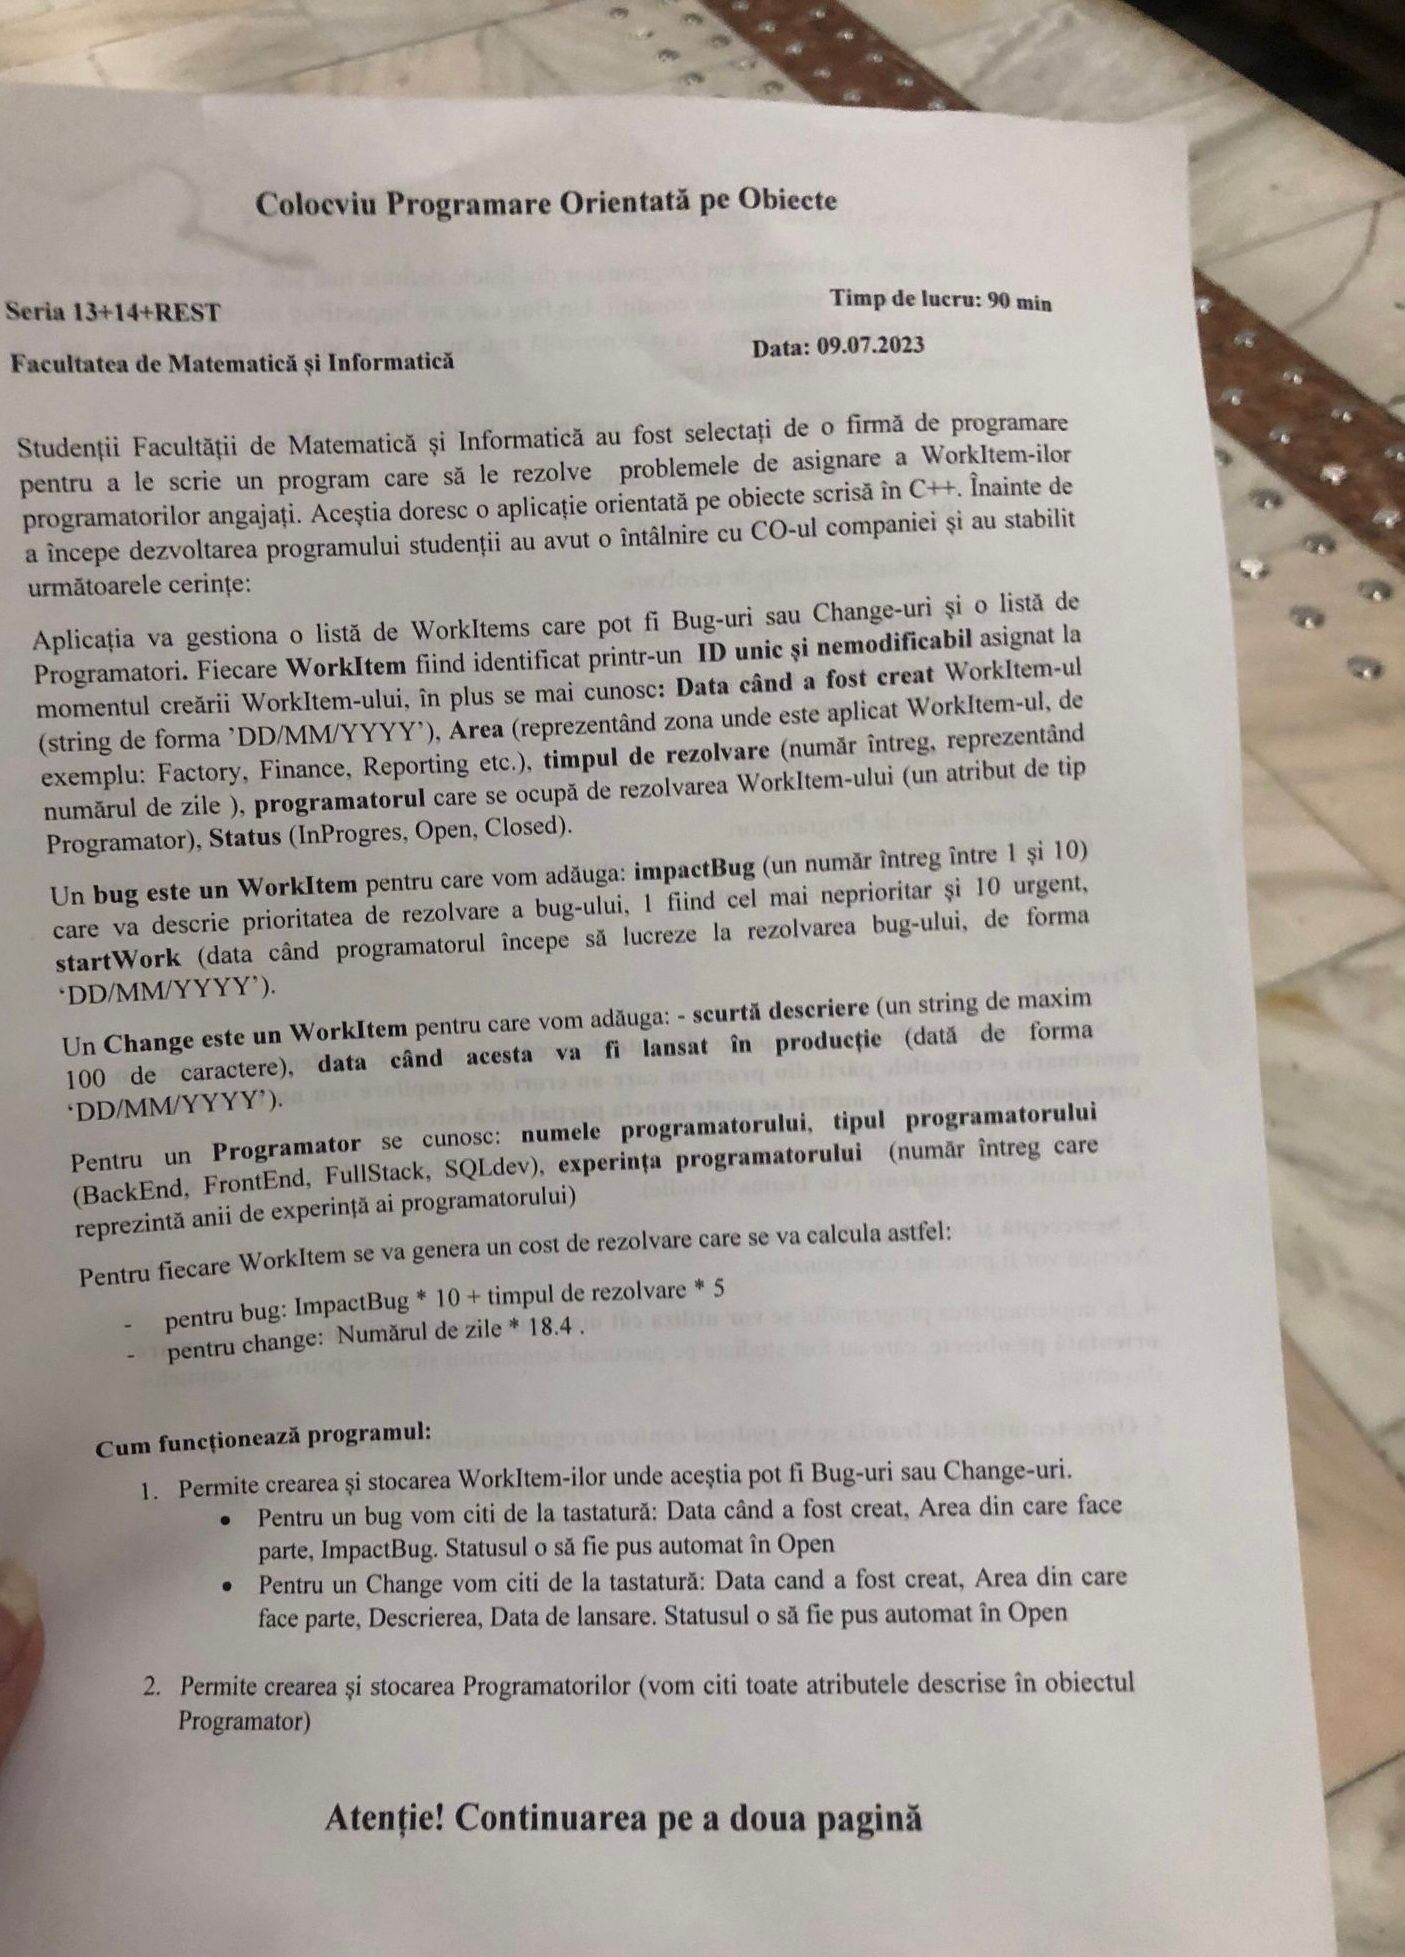 Colocviu Programare Orientată pe Obiecte
Seria 13+14+REST
Timp de lucru: 90 min
Facultatea de Matematică și Informatică
Data: 09.07.2023
Studenții Facultății de Matematică și Informatică au fost selectați de o firmă de programare
pentru a le scrie un program care să le rezolve problemele de asignare a WorkItem-ilor
programatorilor angajați. Aceștia doresc o aplicație orientată pe obiecte scrisă în C++. Înainte de
a începe dezvoltarea programului studenții au avut o întâlnire cu CO-ul companiei și au stabilit
următoarele cerințe:
Aplicația va gestiona o listă de WorkItems care pot fi Bug-uri sau Change-uri și o listă de
Programatori. Fiecare WorkItem fiind identificat printr-un ID unic și nemodificabil asignat la
momentul creării WorkItem-ului, în plus se mai cunosc: Data când a fost creat WorkItem-ul
(string de forma 'DD/MM/YYYY'), Area (reprezentând zona unde este aplicat WorkItem-ul, de
exemplu: Factory, Finance, Reporting etc.), timpul de rezolvare (număr întreg, reprezentând
numărul de zile ), programatorul care se ocupă de rezolvarea WorkItem-ului (un atribut de tip
Programator), Status (InProgres, Open, Closed).
Un bug este un WorkItem pentru care vom adăuga: impactBug (un număr întreg între 1 și 10)
care va descrie prioritatea de rezolvare a bug-ului, 1 fiind cel mai neprioritar și 10 urgent,
startWork (data când programatorul începe să lucreze la rezolvarea bug-ului, de forma
'DD/MM/YYYY').
Un Change este un WorkItem pentru care vom adăuga: - scurtă descriere (un string de maxim
100 de caractere), data când acesta va fi lansat în producție (dată de forma
'DD/MM/YYYY').
Pentru un Programator se cunosc: numele programatorului, tipul programatorului
(BackEnd, FrontEnd, FullStack, SQLdev), experința programatorului (număr întreg care
reprezintă anii de experință ai programatorului)
Pentru fiecare WorkItem se va genera un cost de rezolvare care se va calcula astfel:
- pentru bug: ImpactBug * 10 + timpul de rezolvare * 5
- pentru change: Numărul de zile * 18.4 .
Cum funcționează programul:
1. Permite crearea și stocarea WorkItem-ilor unde aceștia pot fi Bug-uri sau Change-uri.
• Pentru un bug vom citi de la tastatură: Data când a fost creat, Area din care face
parte, ImpactBug. Statusul o să fie pus automat în Open
• Pentru un Change vom citi de la tastatură: Data cand a fost creat, Area din care
face parte, Descrierea, Data de lansare. Statusul o să fie pus automat în Open
2. Permite crearea și stocarea Programatorilor (vom citi toate atributele descrise în obiectul
Programator)
Atenție! Continuarea pe a doua pagină